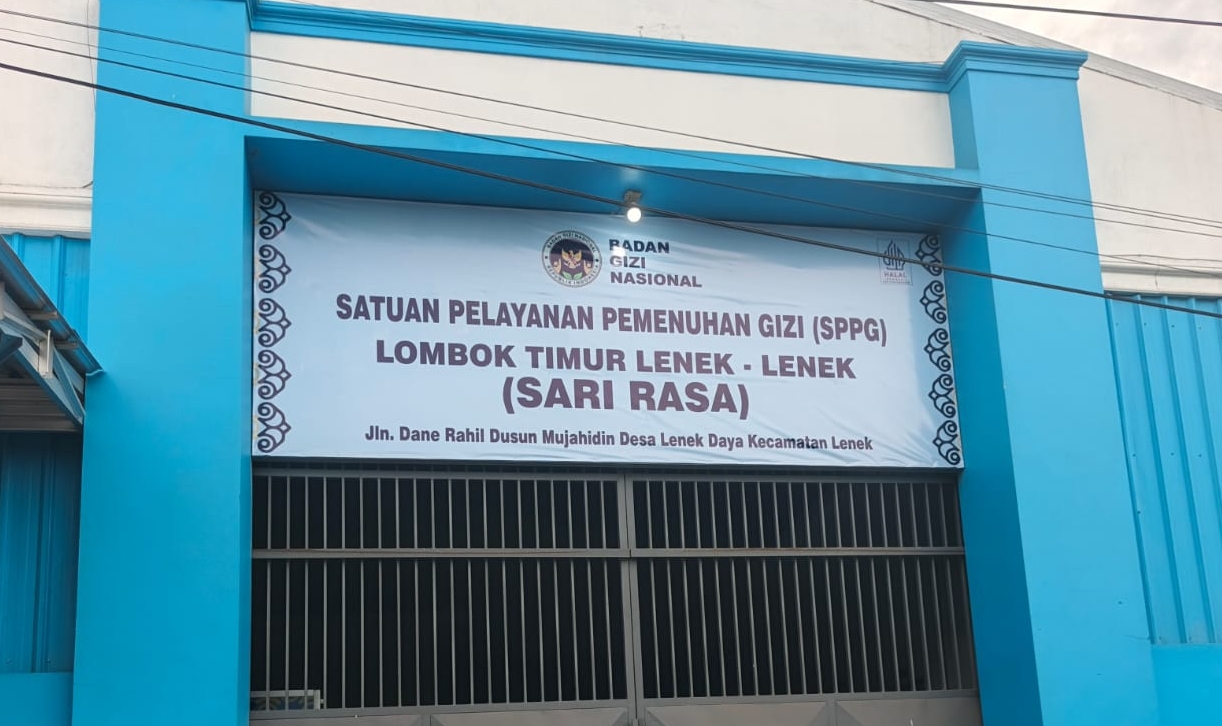 BADAN
GIZI
NASIONAL
HALAL
SATUAN PELAYANAN PEMENUHAN GIZI (SPPG)
LOMBOK TIMUR LENEK - LENEK
(SARI RASA)
Jln. Dane Rahil Dusun Mujahidin Desa Lenek Daya Kecamatan Lenek